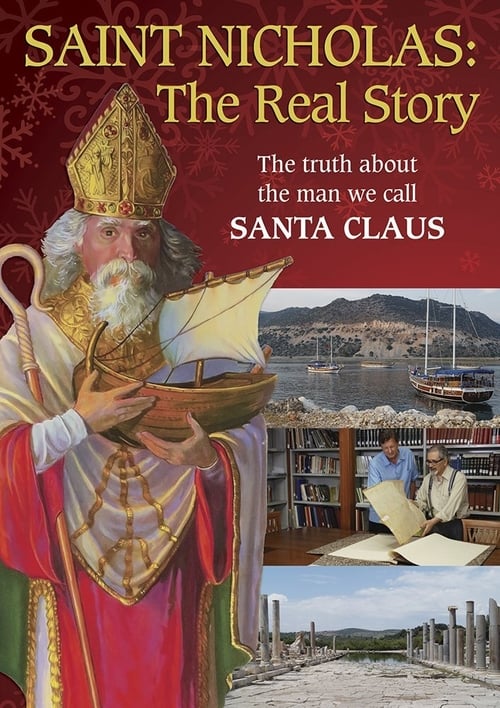 SAINT NICHOLAS:
The Real Story
The truth about
the man we call
SANTA CLAUS